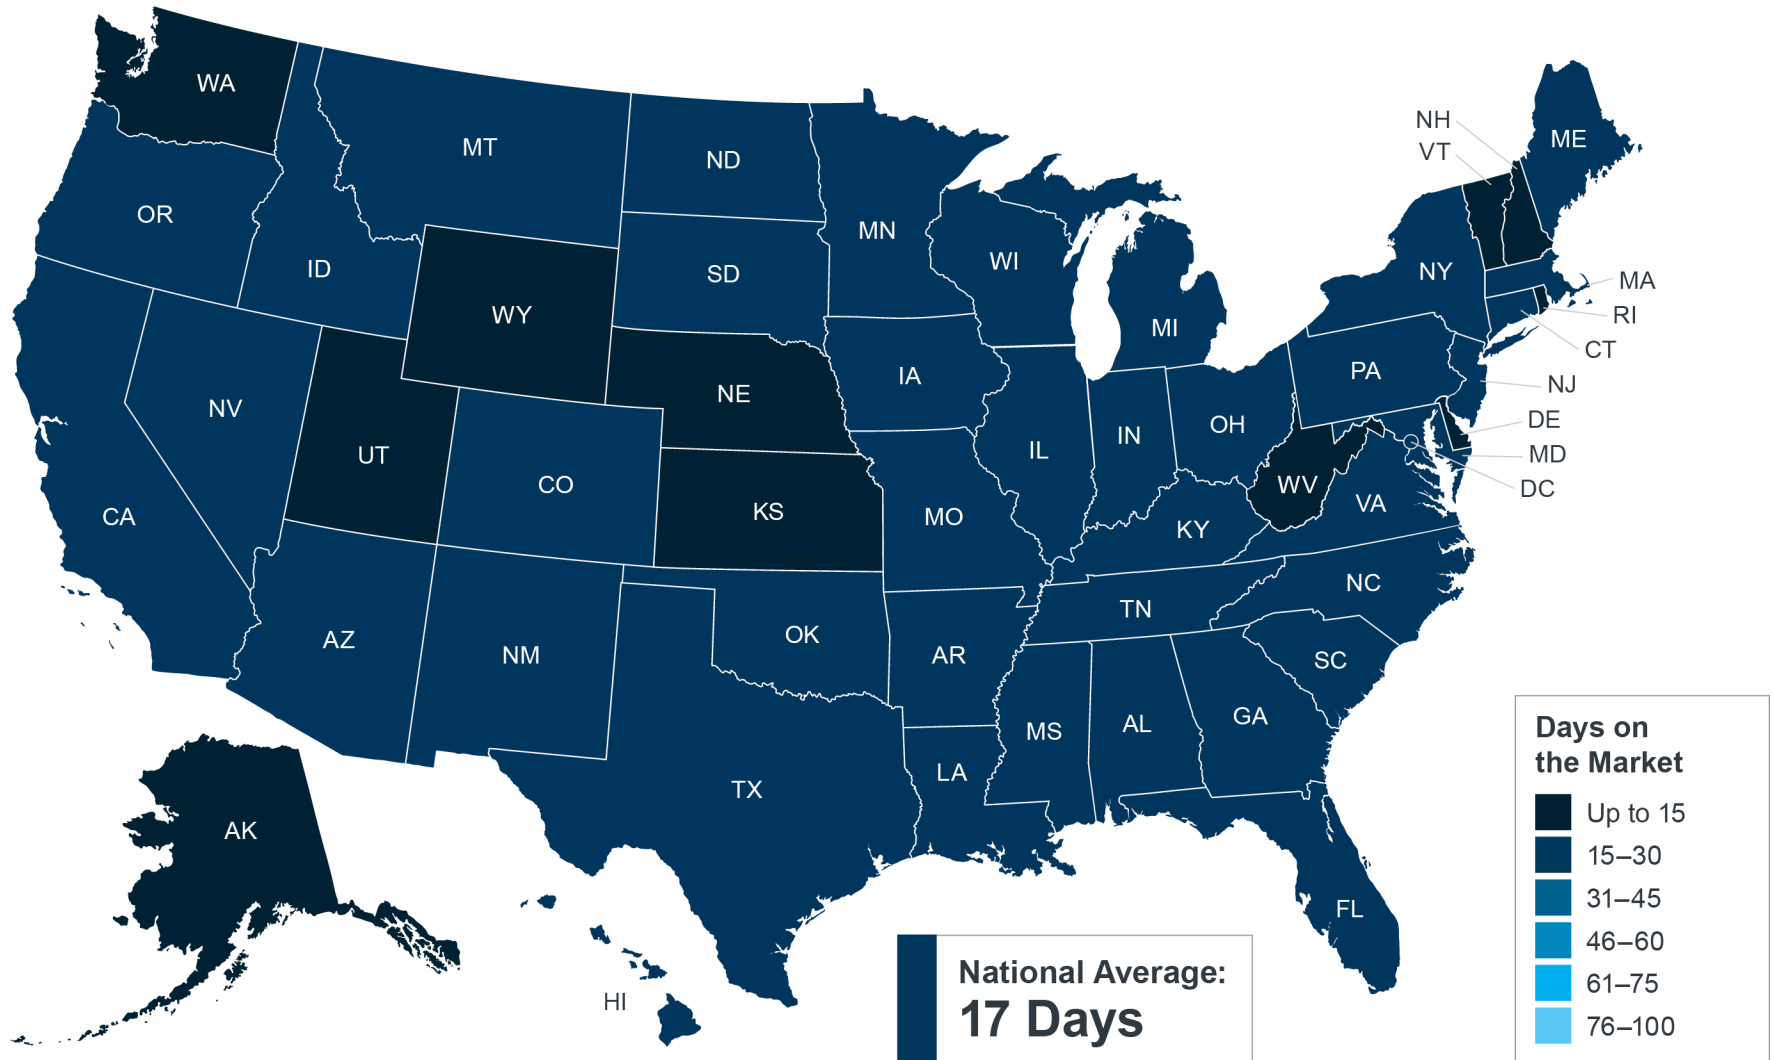 WA
MT
ND
MN
OR
ID
WY
SD
WI
MI
NH
VT
ME
NY
MA
RI
CT
NJ
DE
MD
DC
PA
NV
UT
CO
NE
IA
IL
IN
OH
WV
VA
CA
KS
MO
KY
NC
TN
AZ
NM
OK
AR
SC
MS
AL
GA
TX
LA
AK
FL
HI
National Average:
17 Days
Days on
the Market
Up to 15
15–30
31–45
46–60
61–75
76–100